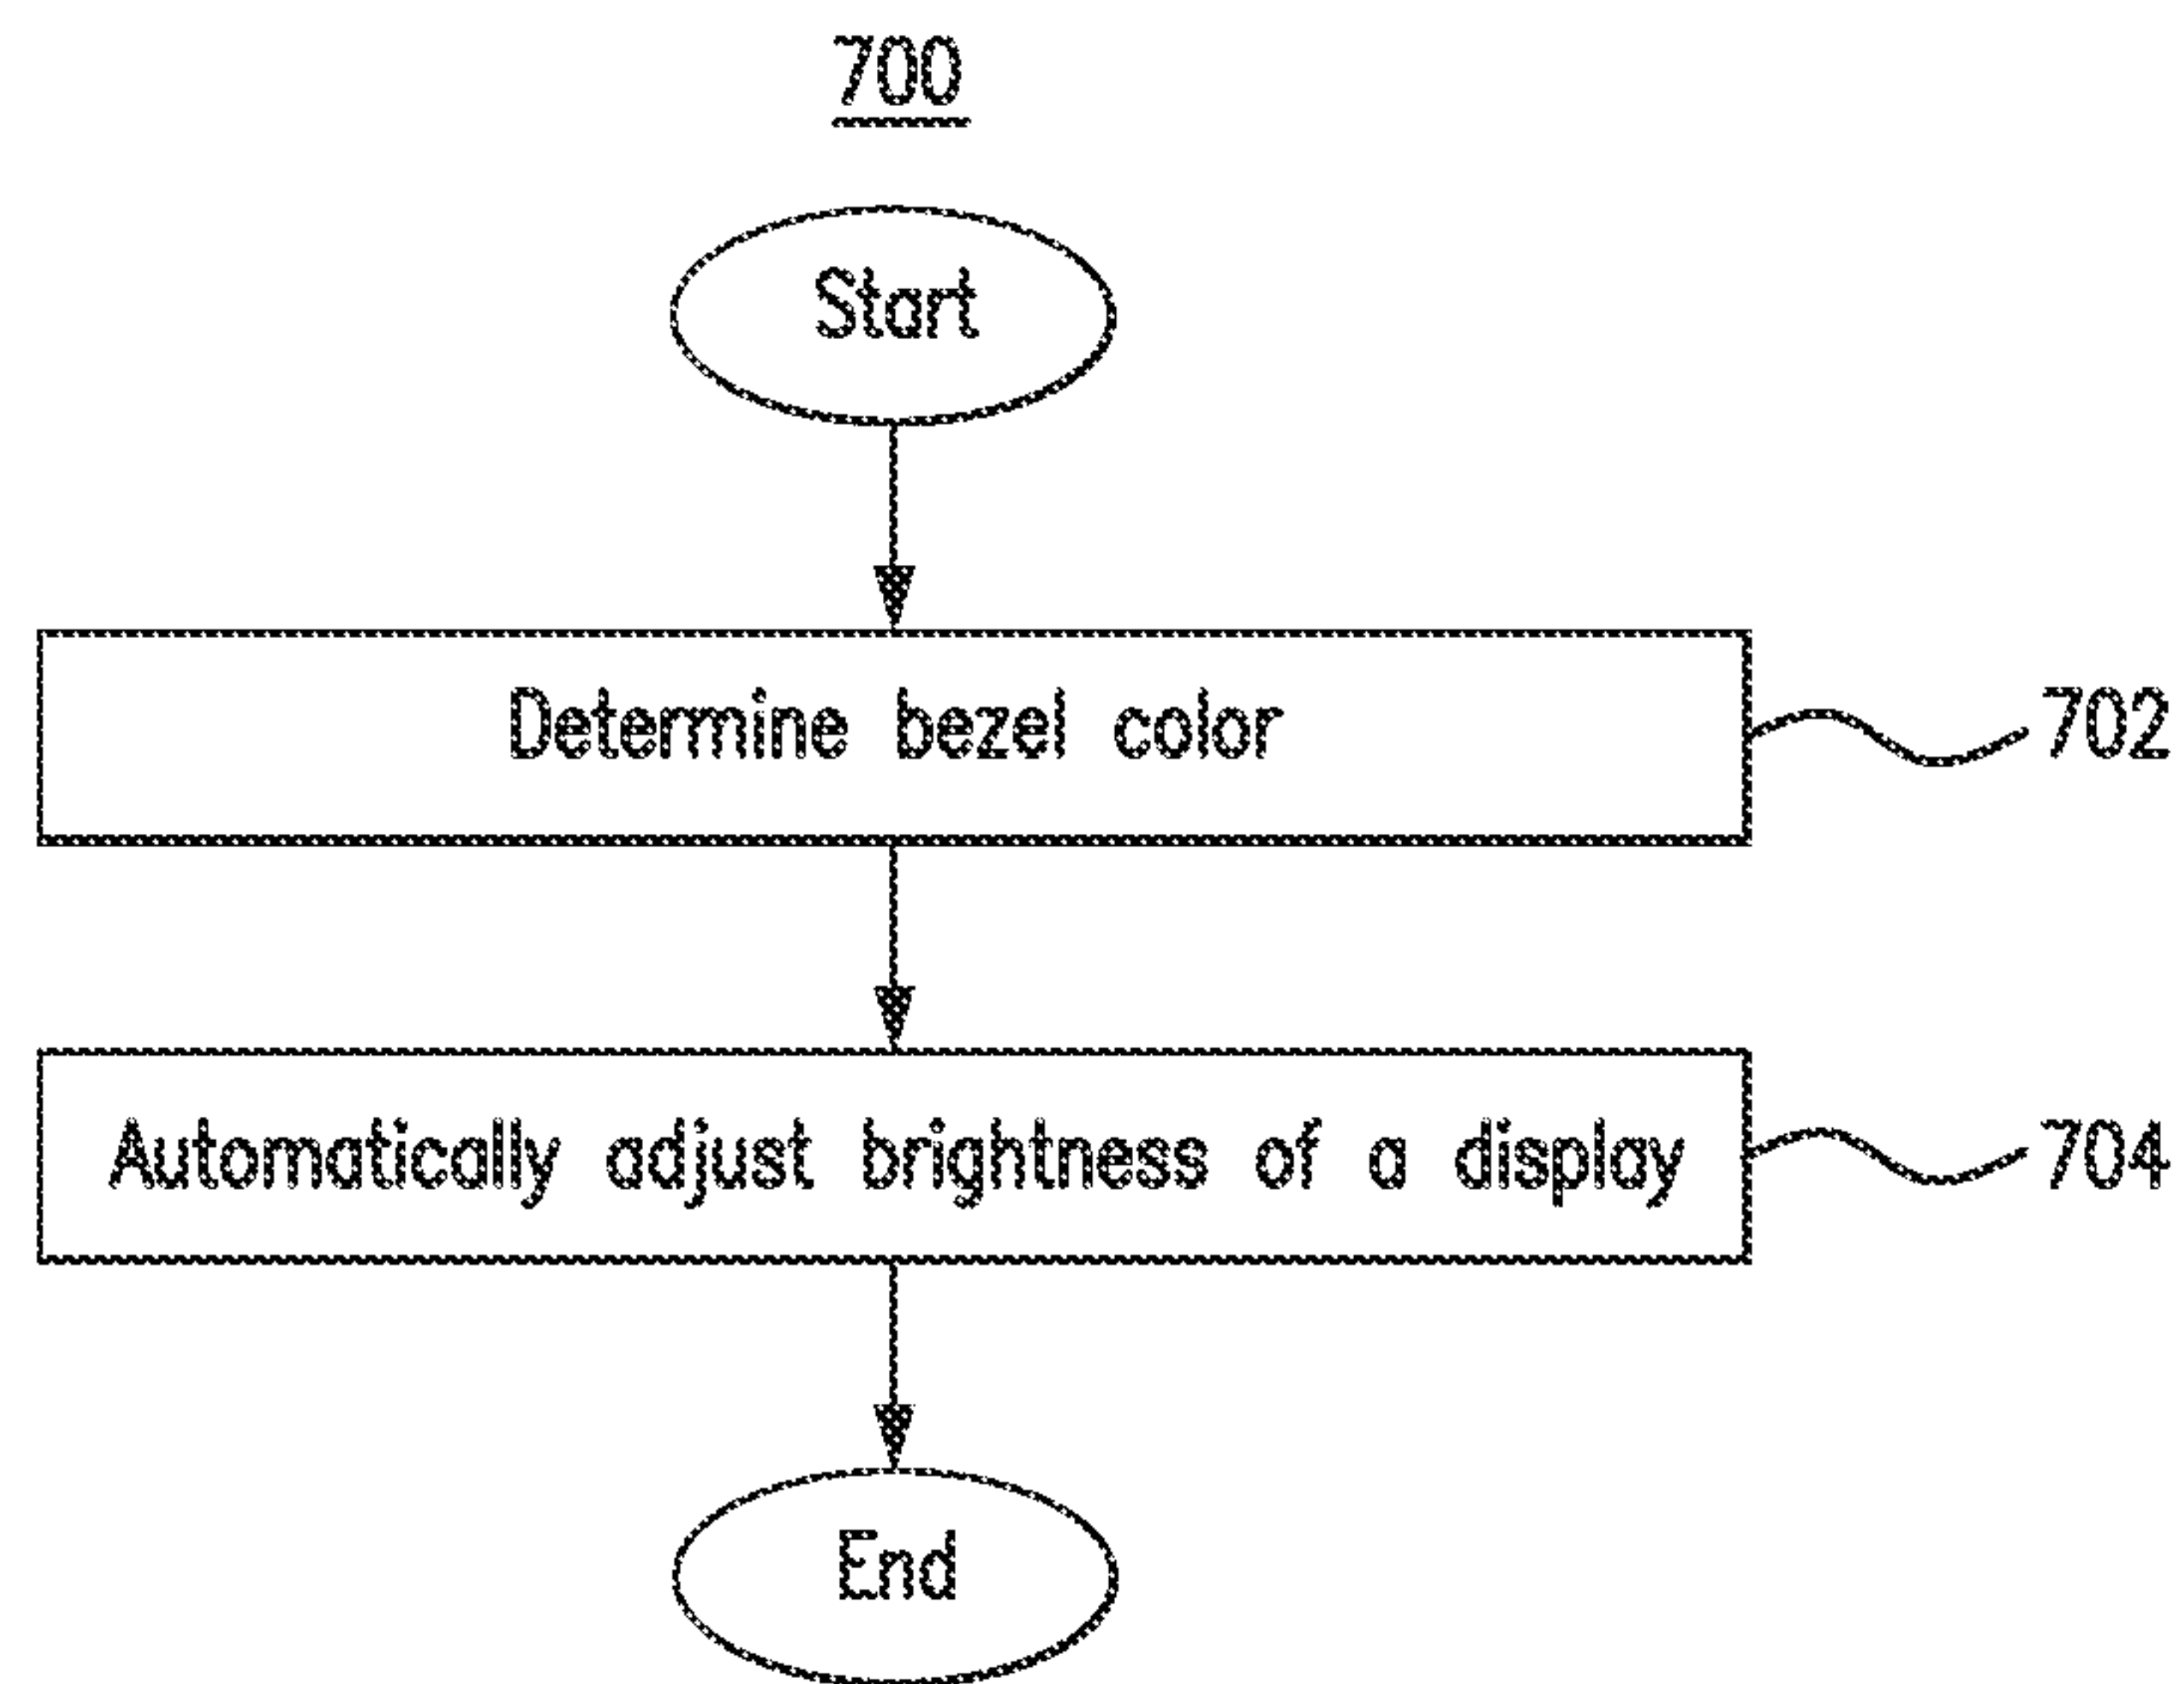 700
Start
Determine bezel color
702
Automatically adjust brightness of a display
704
End